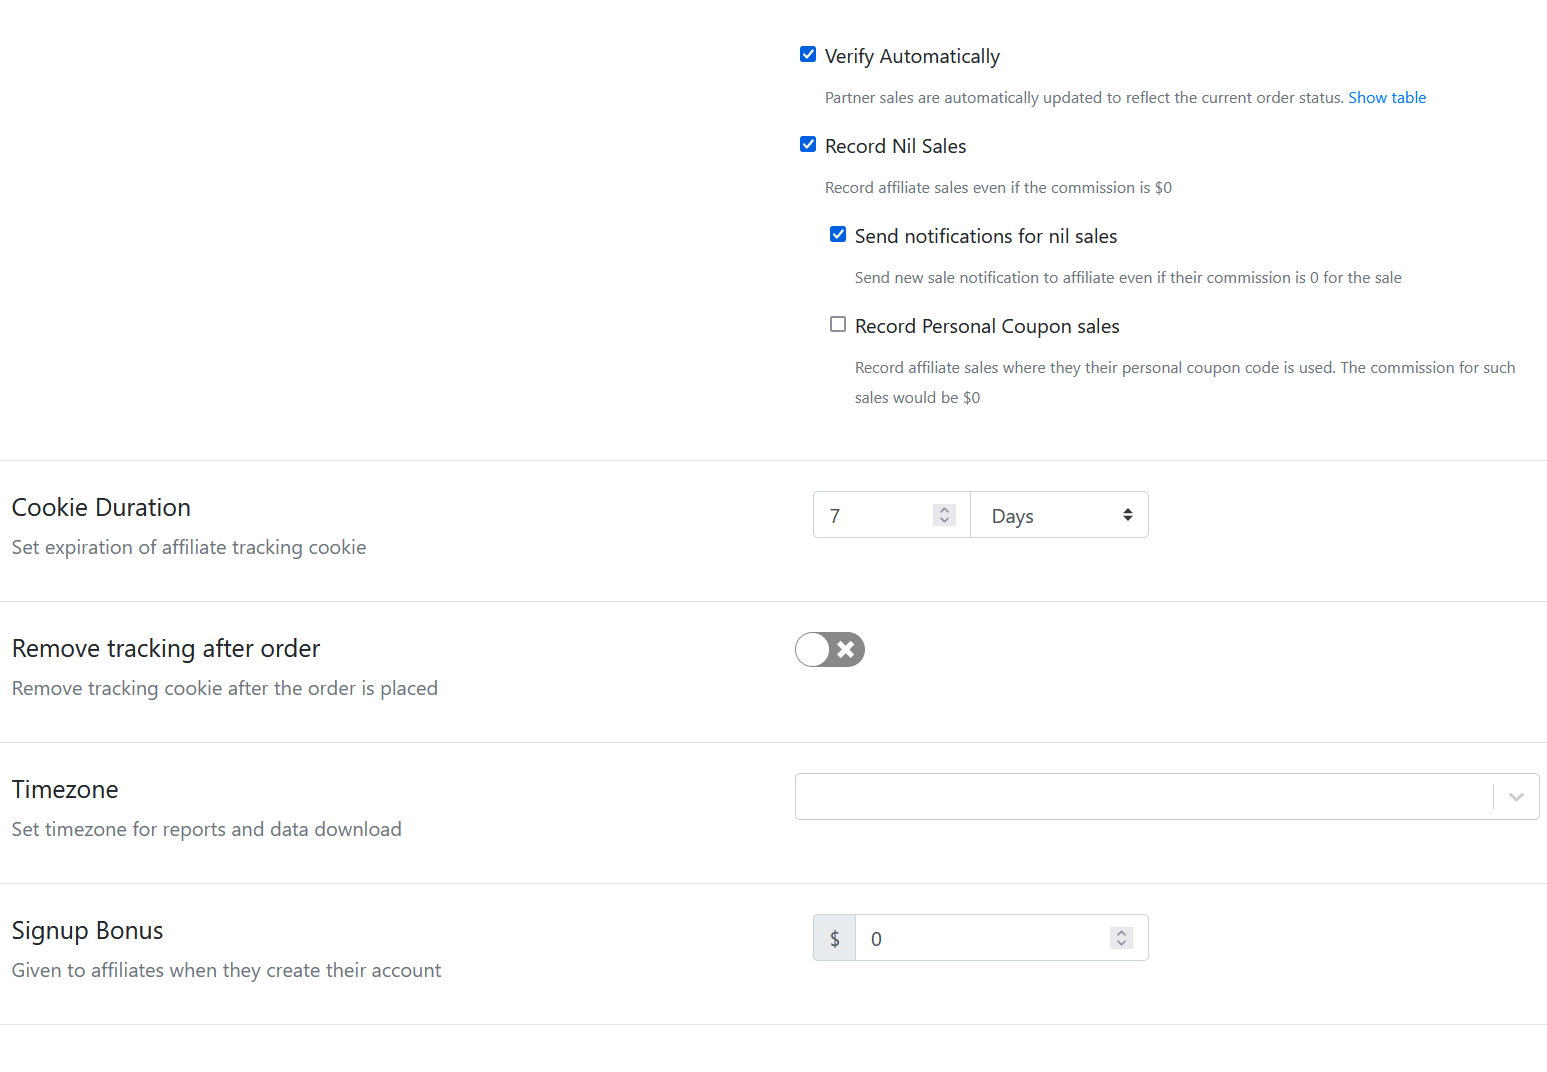 Verify Automatically
Partner sales are automatically updated to reflect the current order status. Show table
Record Nil Sales
Record affiliate sales even if the commission is $0
Send notifications for nil sales
Send new sale notification to affiliate even if their commission is 0 for the sale
Record Personal Coupon sales
Record affiliate sales where they their personal coupon code is used. The commission for such
sales would be $0
Cookie Duration
7 Days
Set expiration of affiliate tracking cookie
Remove tracking after order
Remove tracking cookie after the order is placed
Timezone
Set timezone for reports and data download
Signup Bonus
$ 0
Given to affiliates when they create their account